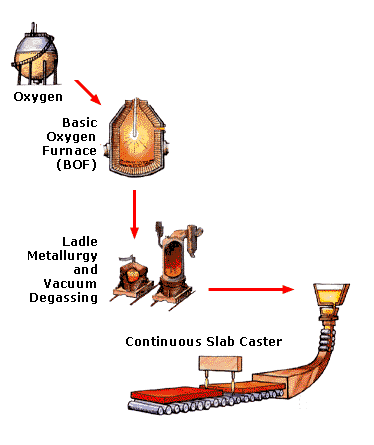 Oxygen
Basic
Oxygen
Furnace
(BOF)
Ladle
Metallurgy
and
Vacuum
Degassing
Continuous Slab Caster